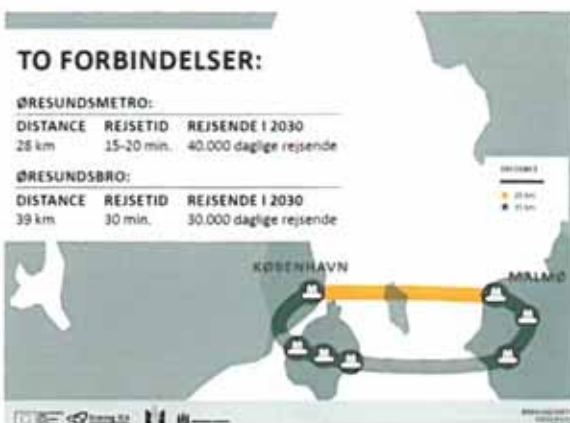 TO FORBINDELSER:
ØRESUNDSMETRO:
DISTANCE REJSETID REJSENDE I 2030
28 km 15-20 min. 40.000 daglige rejsende
ØRESUNDSBRO:
DISTANCE REJSETID REJSENDE I 2030
39 km 30 min. 30.000 daglige rejsende
DISTANCE
KØBENHAVN
MALMØ